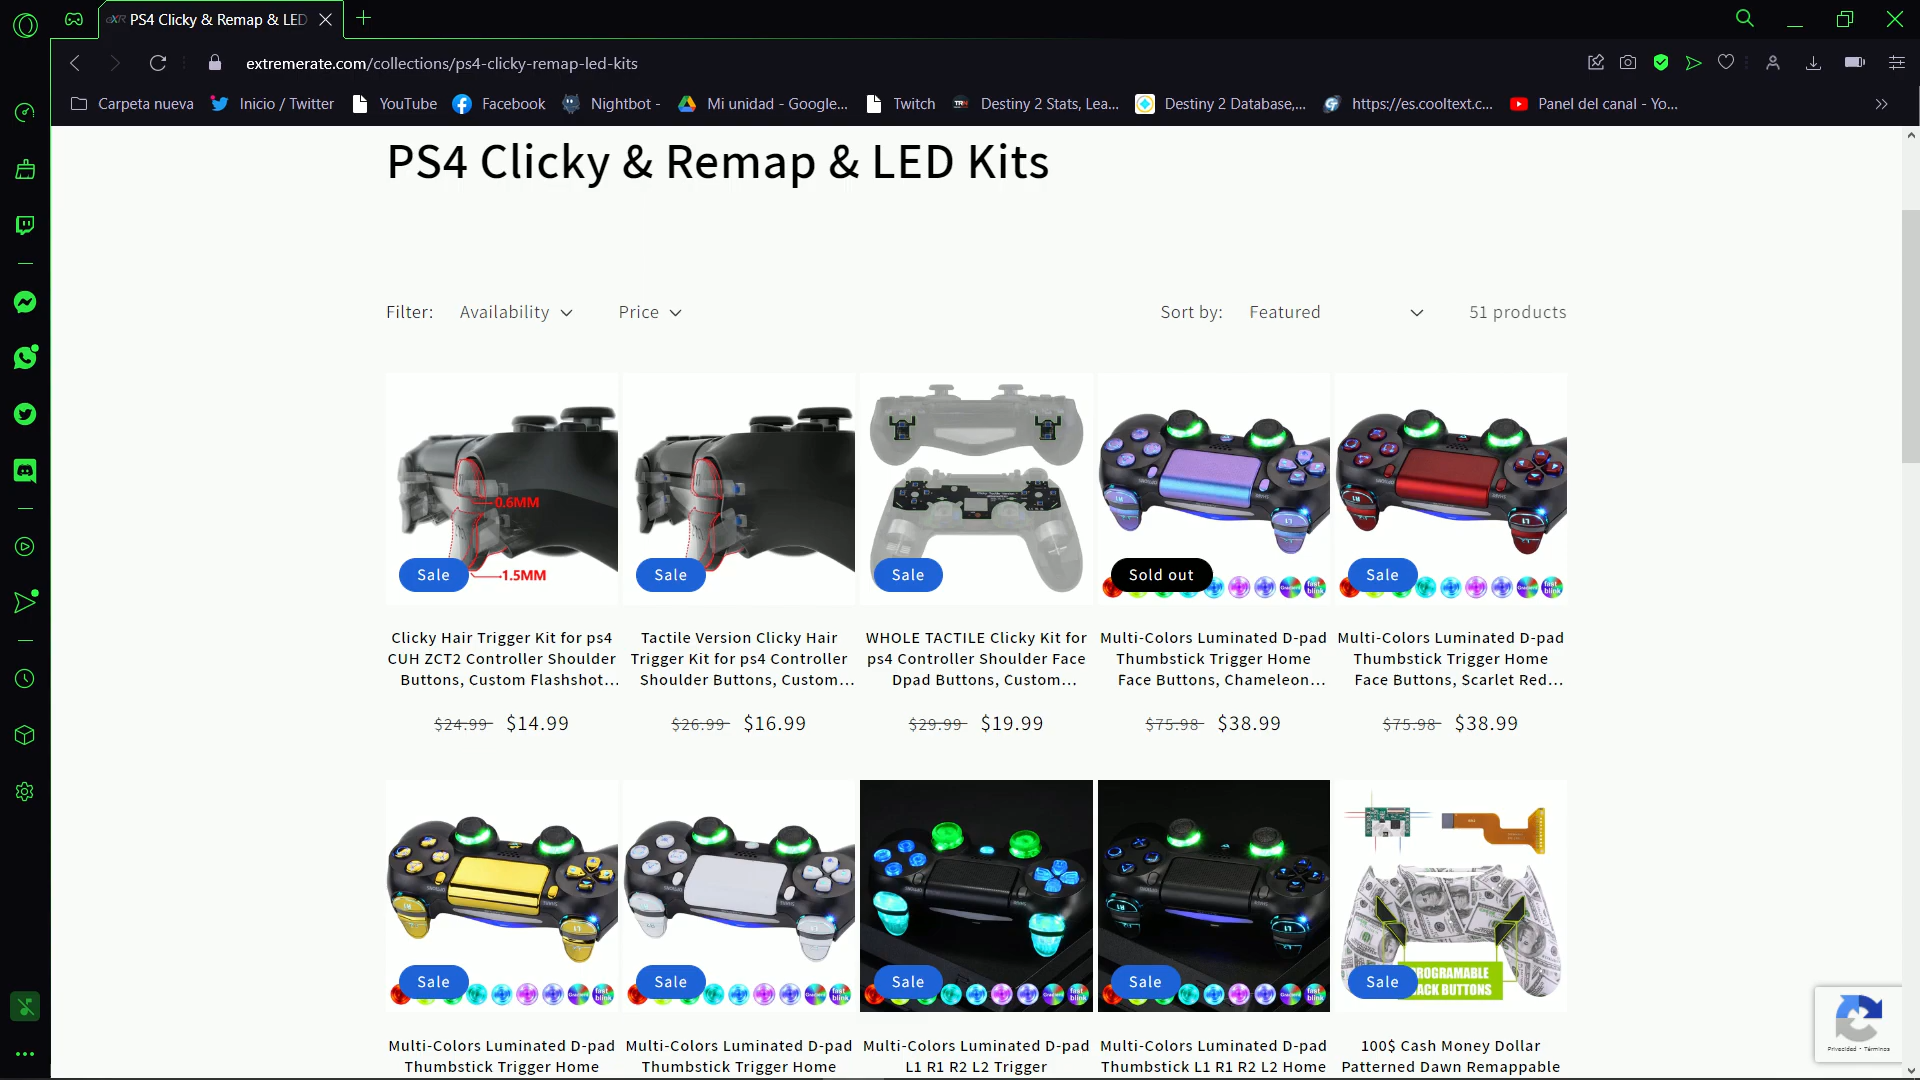 PS4 Clicky & Remap & LED
extremerate.com/collections/ps4-clicky-remap-led-kits
Carpeta nueva
Inicio / Twitter
YouTube
Facebook
Nightbot -
Mi unidad - Google...
Twitch
Destiny 2 Stats, Lea...
Destiny 2 Database,...
https://es.cooltext.c...
Panel del canal - Yo...
PS4 Clicky & Remap & LED Kits
Filter: Availability Price
Sort by: Featured 51 products
0.6MM
1.5MM
Sale
Sale
Sale
Sold out
Sale
Clicky Hair Trigger Kit for ps4
CUH ZCT2 Controller Shoulder
Buttons, Custom Flashshot...
$24.99 $14.99
Tactile Version Clicky Hair
Trigger Kit for ps4 Controller
Shoulder Buttons, Custom...
$26.99 $16.99
WHOLE TACTILE Clicky Kit for
ps4 Controller Shoulder Face
Dpad Buttons, Custom...
$29.99 $19.99
Multi-Colors Luminated D-pad
Thumbstick Trigger Home
Face Buttons, Chameleon...
$75.98 $38.99
Multi-Colors Luminated D-pad
Thumbstick Trigger Home
Face Buttons, Scarlet Red...
$75.98 $38.99
Sale
Sale
Sale
Sale
Sale
BACK BUTTONS
Multi-Colors Luminated D-pad
Thumbstick Trigger Home
Multi-Colors Luminated D-pad
Thumbstick Trigger Home
Multi-Colors Luminated D-pad
L1 R1 R2 L2 Trigger
Multi-Colors Luminated D-pad
Thumbstick L1 R1 R2 L2 Home
100$ Cash Money Dollar
Patterned Dawn Remappable
Privacidad - Términos